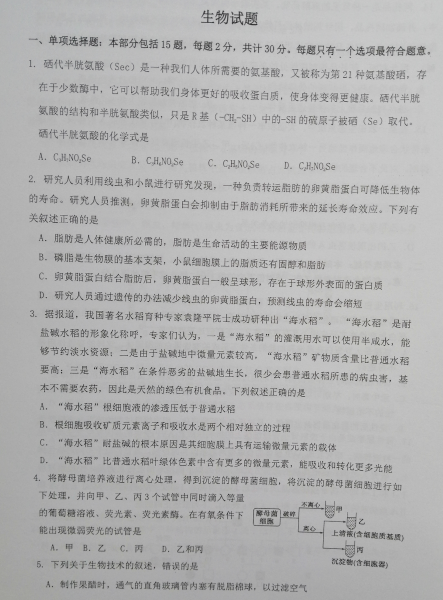 生物试题
一、单项选择题：本部分包括15题，每题2分，共计30分。每题只有一个选项最符合题意。
1. 硒代半胱氨酸（Sec）是一种我们人体所需要的氨基酸，又被称为第21种氨基酸硒，存
在于少数酶中，它可以帮助我们身体更好的吸收蛋白质，使身体变得更健康。硒代半胱
氨酸的结构和半胱氨酸类似，只是R基（-CH₂-SH）中的-SH的硫原子被硒（Se）取代。
硒代半胱氨酸的化学式是
A. C₃H₇NO₂Se B. C₂H₆NO₂Se C. C₂H₇NO₂Se D. C₃H₇NO₂Se
2. 研究人员利用线虫和小鼠进行研究发现，一种负责转运脂肪的卵黄脂蛋白可降低生物体
的寿命。研究人员推测，卵黄脂蛋白会抑制由于脂肪消耗所带来的延长寿命效应。下列有
关叙述正确的是
A. 脂肪是人体健康所必需的，脂肪是生命活动的主要能源物质
B. 磷脂是生物膜的基本支架，小鼠细胞膜上的脂质还有固醇和脂肪
C. 卵黄脂蛋白结合脂肪后，卵黄脂蛋白一般呈球形，存在于球形外表面的蛋白质
D. 研究人员通过遗传的办法减少线虫的卵黄脂蛋白，预测线虫的寿命会缩短
3. 据报道，我国著名水稻育种专家袁隆平院士成功研种出“海水稻”。“海水稻”是耐
盐碱水稻的形象化称呼，专家们认为，一是“海水稻”的灌溉用水可以使用半咸水，能
够节约淡水资源；二是由于盐碱地中微量元素较高，“海水稻”矿物质含量比普通水稻
要高；三是“海水稻”在条件恶劣的盐碱地生长，很少会患普通水稻所患的病虫害，基
本不需要农药，因此是天然的绿色有机食品。下列叙述正确的是
A. “海水稻”根细胞液的渗透压低于普通水稻
B. 根细胞吸收矿质元素离子和吸收水是两个相对独立的过程
C. “海水稻”耐盐碱的根本原因是其细胞膜上具有运输微量元素的载体
D. “海水稻”比普通水稻叶绿体色素中含有更多的微量元素，能吸收和转化更多光能
4. 将酵母菌培养液进行离心处理，得到沉淀的酵母菌细胞，将沉淀的酵母菌细胞进行如
下处理，并向甲、乙、丙3个试管中同时滴入等量
的葡萄糖溶液、荧光素、荧光素酶。在有氧条件下
能出现微弱荧光的试管是
A. 甲 B. 乙 C. 丙 D. 乙和丙
酵母菌
细胞
破碎
不离心
甲
离心
乙
上清液(含细胞质基质)
丙
沉淀物(含细胞器)
5. 下列关于生物技术的叙述，错误的是
A. 制作果醋时，通气的直角玻璃管内塞有脱脂棉球，以过滤空气